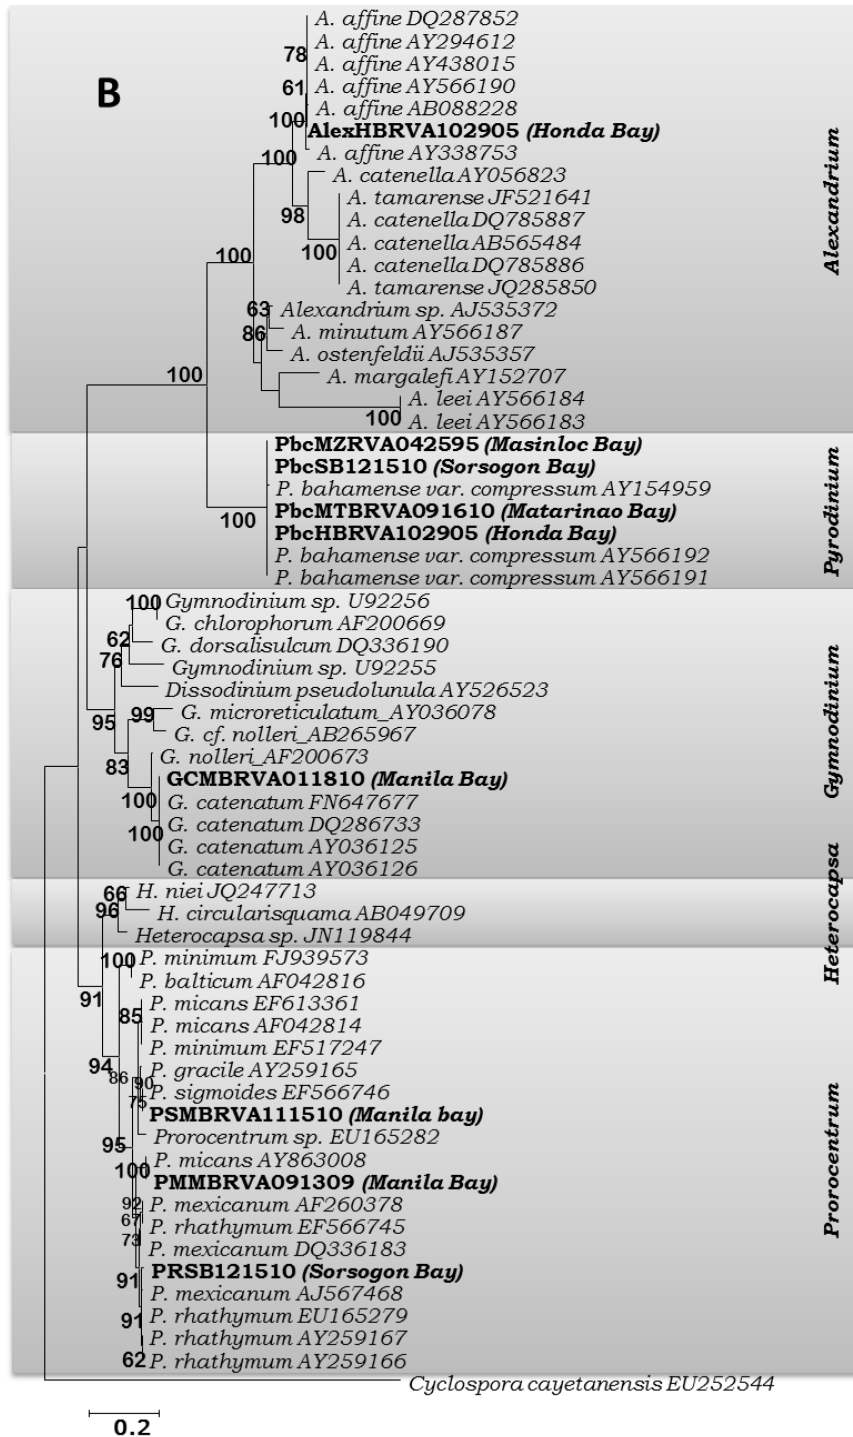 B
A. affine DQ287852
A. affine AY294612
78
A. affine AY438015
61
A. affine AY566190
A. affine AB088228
100
AlexHBRVA102905 (Honda Bay)
100
A. affine AY338753
A. catenella AY056823
A. tamarense JF521641
98
A. catenella DQ785887
100
A. catenella AB565484
100
A. catenella DQ785886
A. tamarense JQ285850
63
Alexandrium sp. AJ535372
86
A. minutum AY566187
A. ostenfeldii AJ535357
100
A. margalefi AY152707
A. leei AY566184
100
A. leei AY566183
Alexandrium
PbcMZRVA042595 (Masinloc Bay)
PbcSB121510 (Sorsogon Bay)
P. bahamense var. compressum AY154959
100
PbcMTBRVA091610 (Matarinao Bay)
PbcHBRVA102905 (Honda Bay)
P. bahamense var. compressum AY566192
P. bahamense var. compressum AY566191
Pyrodinium
100
Gymnodinium sp. U92256
G. chlorophorum AF200669
62
G. dorsalisulcum DQ336190
76
Gymnodinium sp. U92255
Dissodinium pseudolunula AY526523
95
99
G. microreticulatum_AY036078
G. cf. nolleri_AB265967
83
G. nolleri_AF200673
GCMBRVA011810 (Manila Bay)
100
G. catenatum FN647677
G. catenatum DQ286733
100
G. catenatum AY036125
G. catenatum AY036126
Gymnodinium
66
H. niei JQ247713
96
H. circularisquama AB049709
Heterocapsa sp. JN119844
Heterocapsa
100
P. minimum FJ939573
P. balticum AF042816
91
P. micans EF613361
85
P. micans AF042814
P. minimum EF517247
94
86
P. gracile AY259165
90
P. sigmoides EF566746
75
PSMBRVA111510 (Manila bay)
95
Prorocentrum sp. EU165282
100
P. micans AY863008
PMMBRVA091309 (Manila Bay)
92
P. mexicanum AF260378
67
P. rhathymum EF566745
73
P. mexicanum DQ336183
91
PRSB121510 (Sorsogon Bay)
P. mexicanum AJ567468
91
P. rhathymum EU165279
P. rhathymum AY259167
62
P. rhathymum AY259166
Prorocentrum
Cyclospora cayetanensis EU252544
0.2